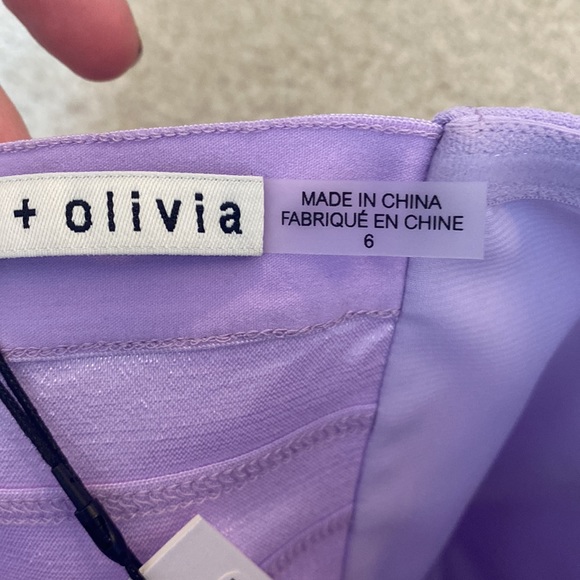 + olivia
MADE IN CHINA
FABRIQUÉ EN CHINE
6